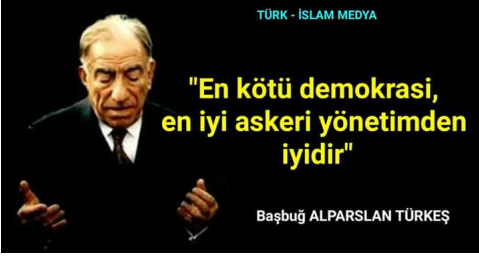 TÜRK - İSLAM MEDYA
"En kötü demokrasi,
en iyi askeri yönetimden
iyidir"
Başbuğ ALPARSLAN TÜRKEŞ